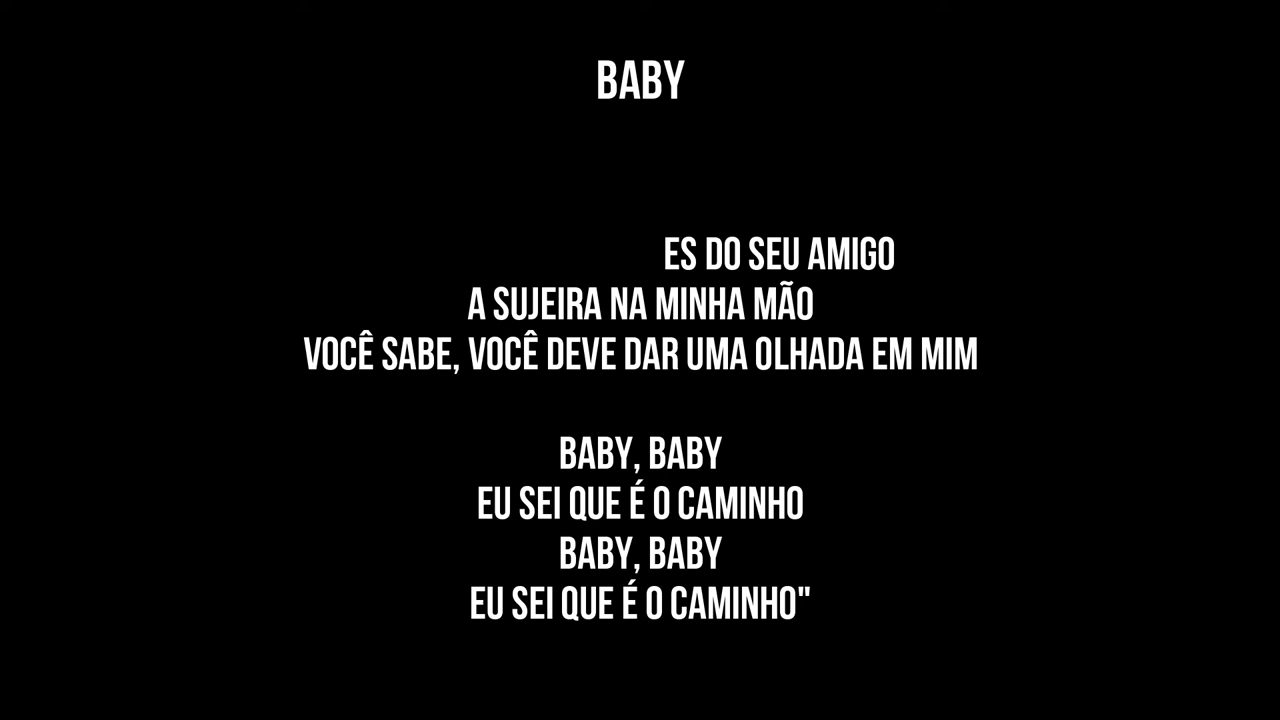 BABY
ES DO SEU AMIGO
A SUJEIRA NA MINHA MÃO
VOCÊ SABE, VOCÊ DEVE DAR UMA OLHADA EM MIM
BABY, BABY
EU SEI QUE É O CAMINHO
BABY, BABY
EU SEI QUE É O CAMINHO"